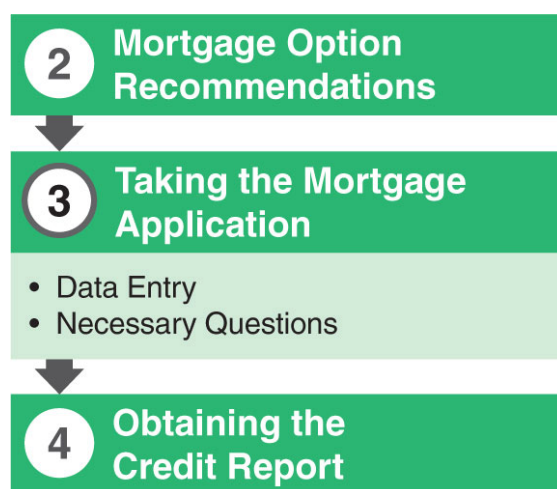 2
Mortgage Option
Recommendations
3
Taking the Mortgage
Application
• Data Entry
• Necessary Questions
4
Obtaining the
Credit Report